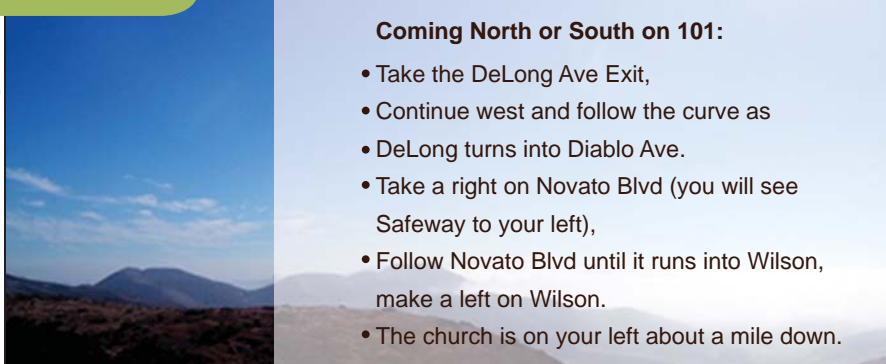 Coming North or South on 101:
• Take the DeLong Ave Exit,
• Continue west and follow the curve as
• DeLong turns into Diablo Ave.
• Take a right on Novato Blvd (you will see
Safeway to your left),
• Follow Novato Blvd until it runs into Wilson,
make a left on Wilson.
• The church is on your left about a mile down.